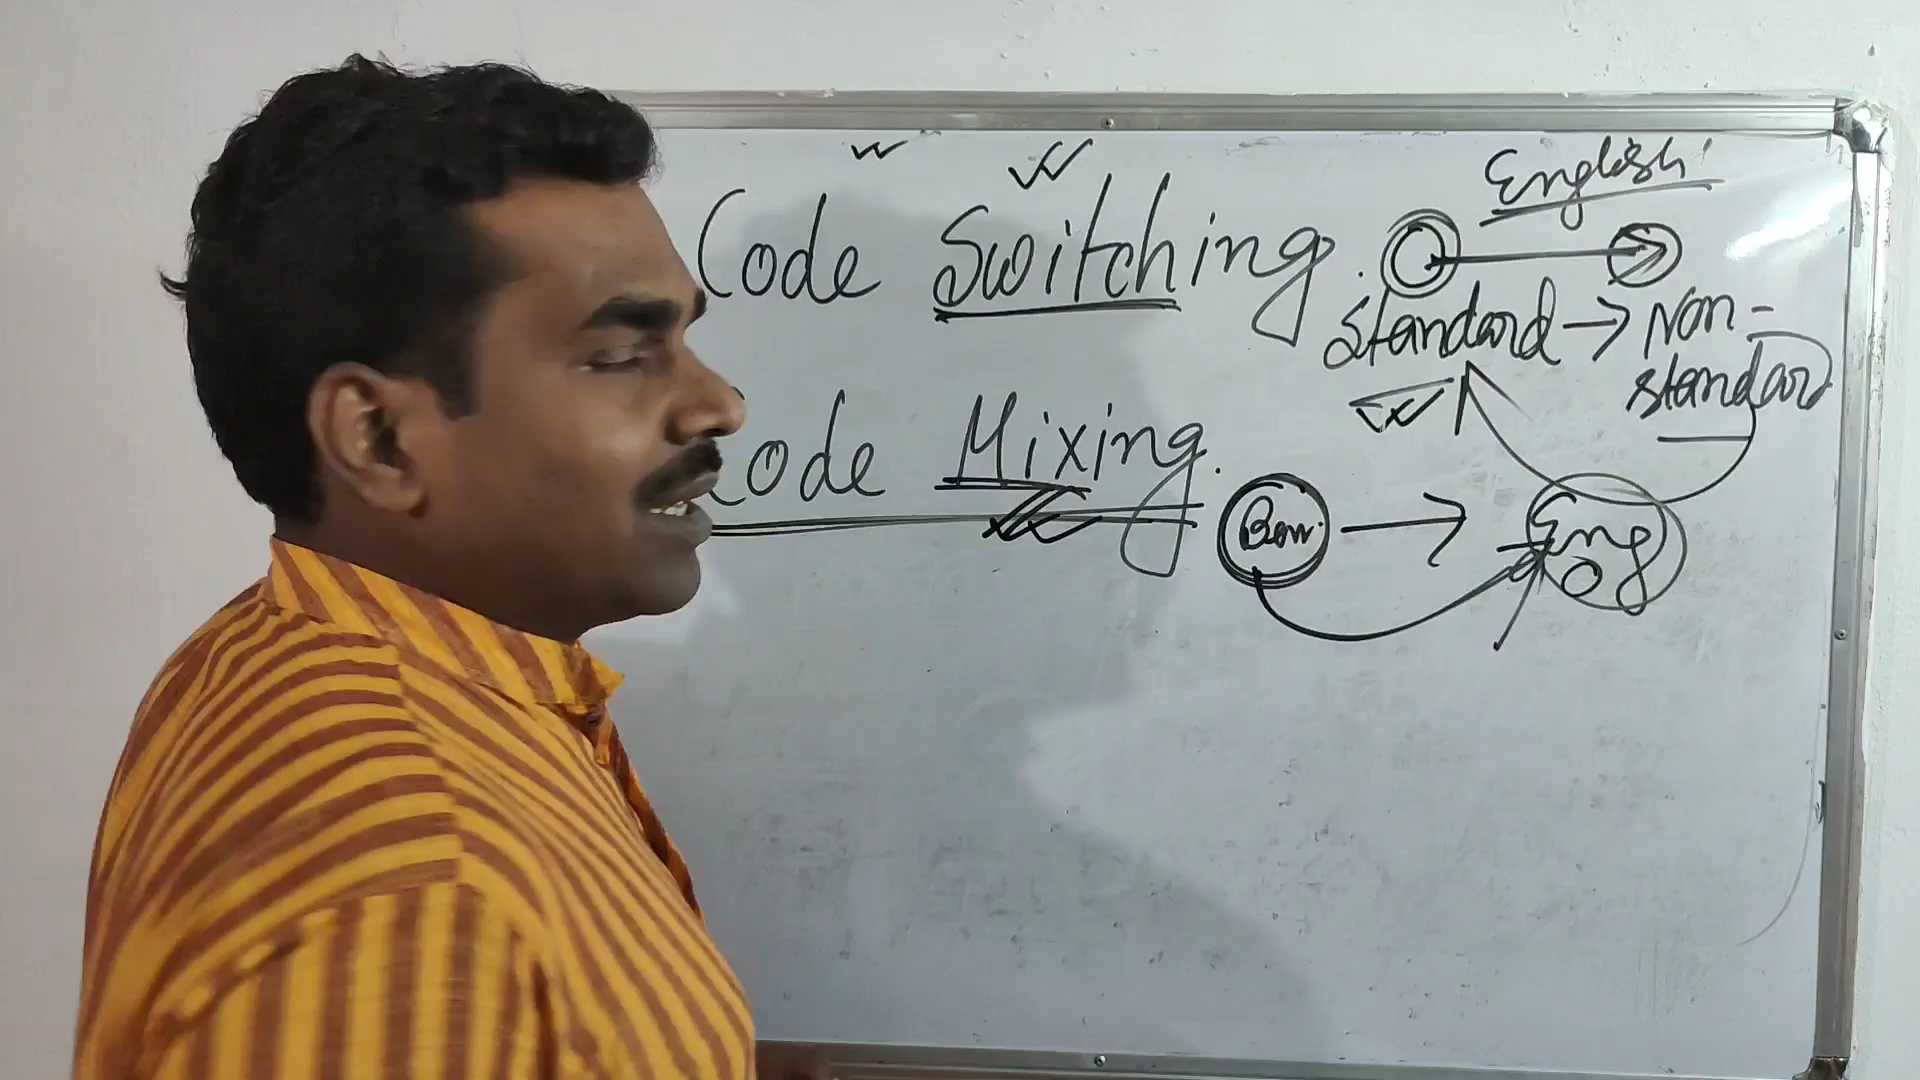 English
Code Switching.
Standard → Non-
standard
Code Mixing.
Ben. → Eng